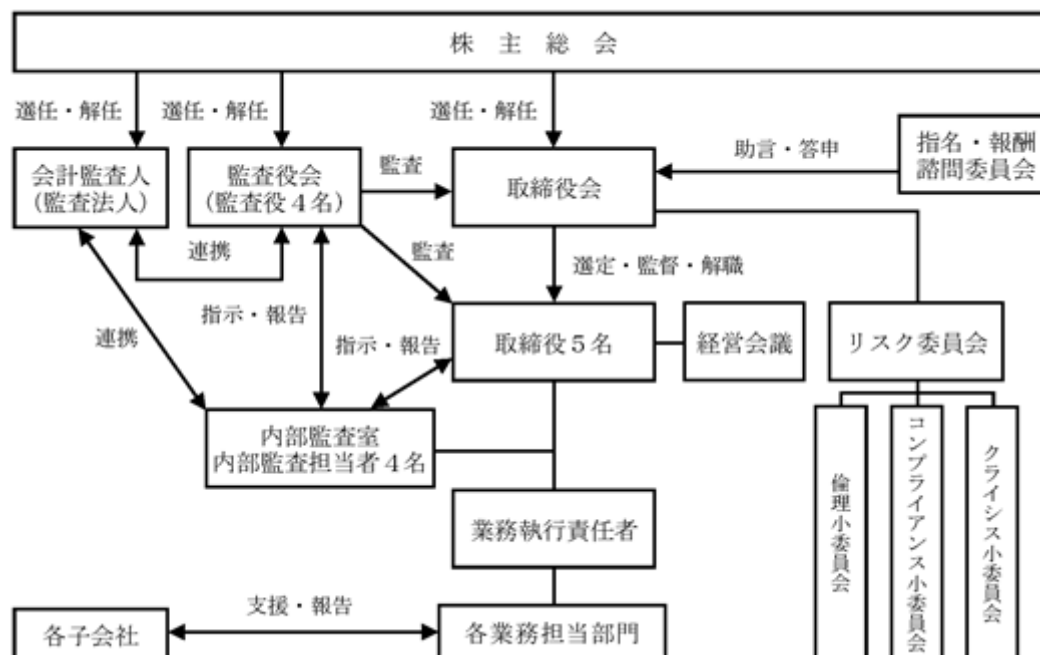 株主総会
選任・解任
選任・解任
選任・解任
会計監査人
(監査法人)
監査役会
(監査役4名)
監査
取締役会
助言・答申
指名・報酬
諮問委員会
連携
監査
選定・監督・解職
連携
指示・報告
指示・報告
取締役5名
経営会議
リスク委員会
内部監査室
内部監査担当者4名
倫理小委員会
コンプライアンス小委員会
クライシス小委員会
業務執行責任者
各子会社
支援・報告
各業務担当部門